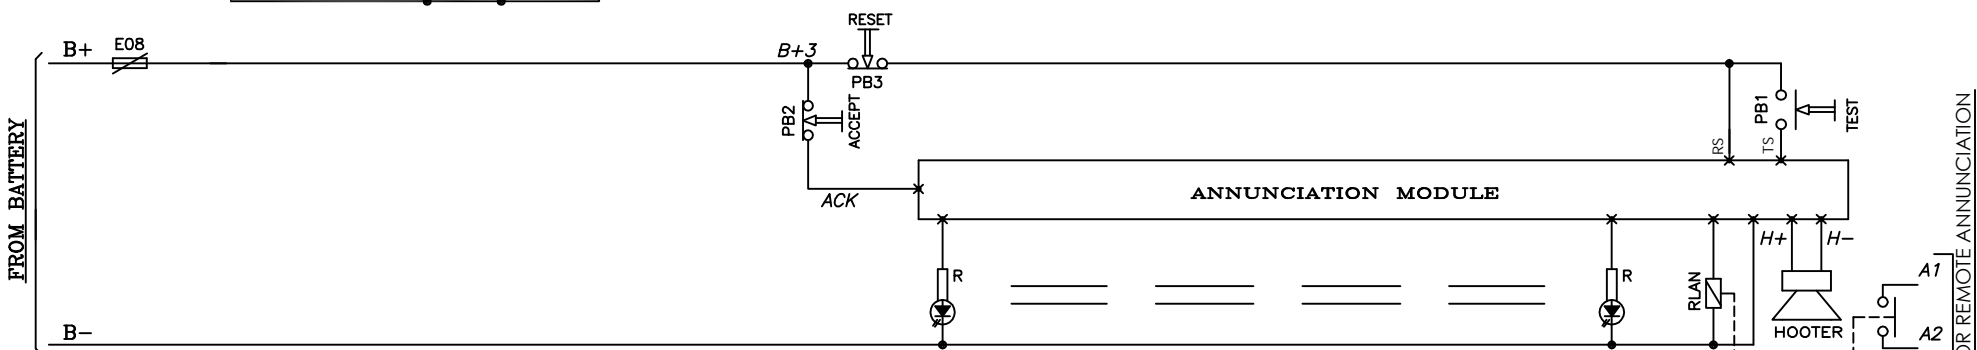 RESET
B+
E08
B+3
PB3
PB2
ACCEPT
PB1
TEST
FROM BATTERY
RS
TS
ANNUNCIATION MODULE
ACK
H+
H-
R
R
RLAN
A1
HOOTER
B-
A2
OR REMOTE ANNUNCIATION